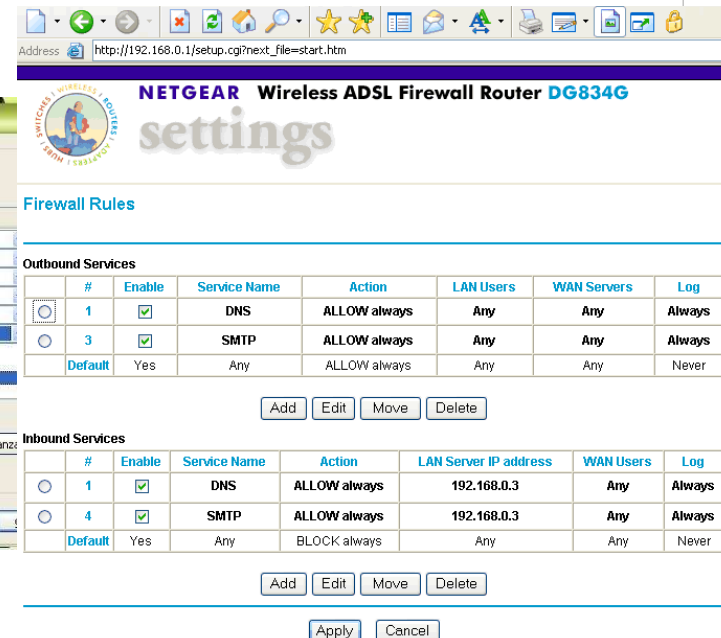 Address http://192.168.0.1/setup.cgi?next_file=start.htm
SWITCHES WIRELESS ROUTERS ADAPTERS HUBS
NETGEAR Wireless ADSL Firewall Router DG834G
settings
Firewall Rules
Outbound Services
# Enable Service Name Action LAN Users WAN Servers Log
1 DNS ALLOW always Any Any Always
3 SMTP ALLOW always Any Any Always
Default Yes Any ALLOW always Any Any Never
Add Edit Move Delete
Inbound Services
# Enable Service Name Action LAN Server IP address WAN Users Log
1 DNS ALLOW always 192.168.0.3 Any Always
4 SMTP ALLOW always 192.168.0.3 Any Always
Default Yes Any BLOCK always Any Any Never
Add Edit Move Delete
Apply Cancel